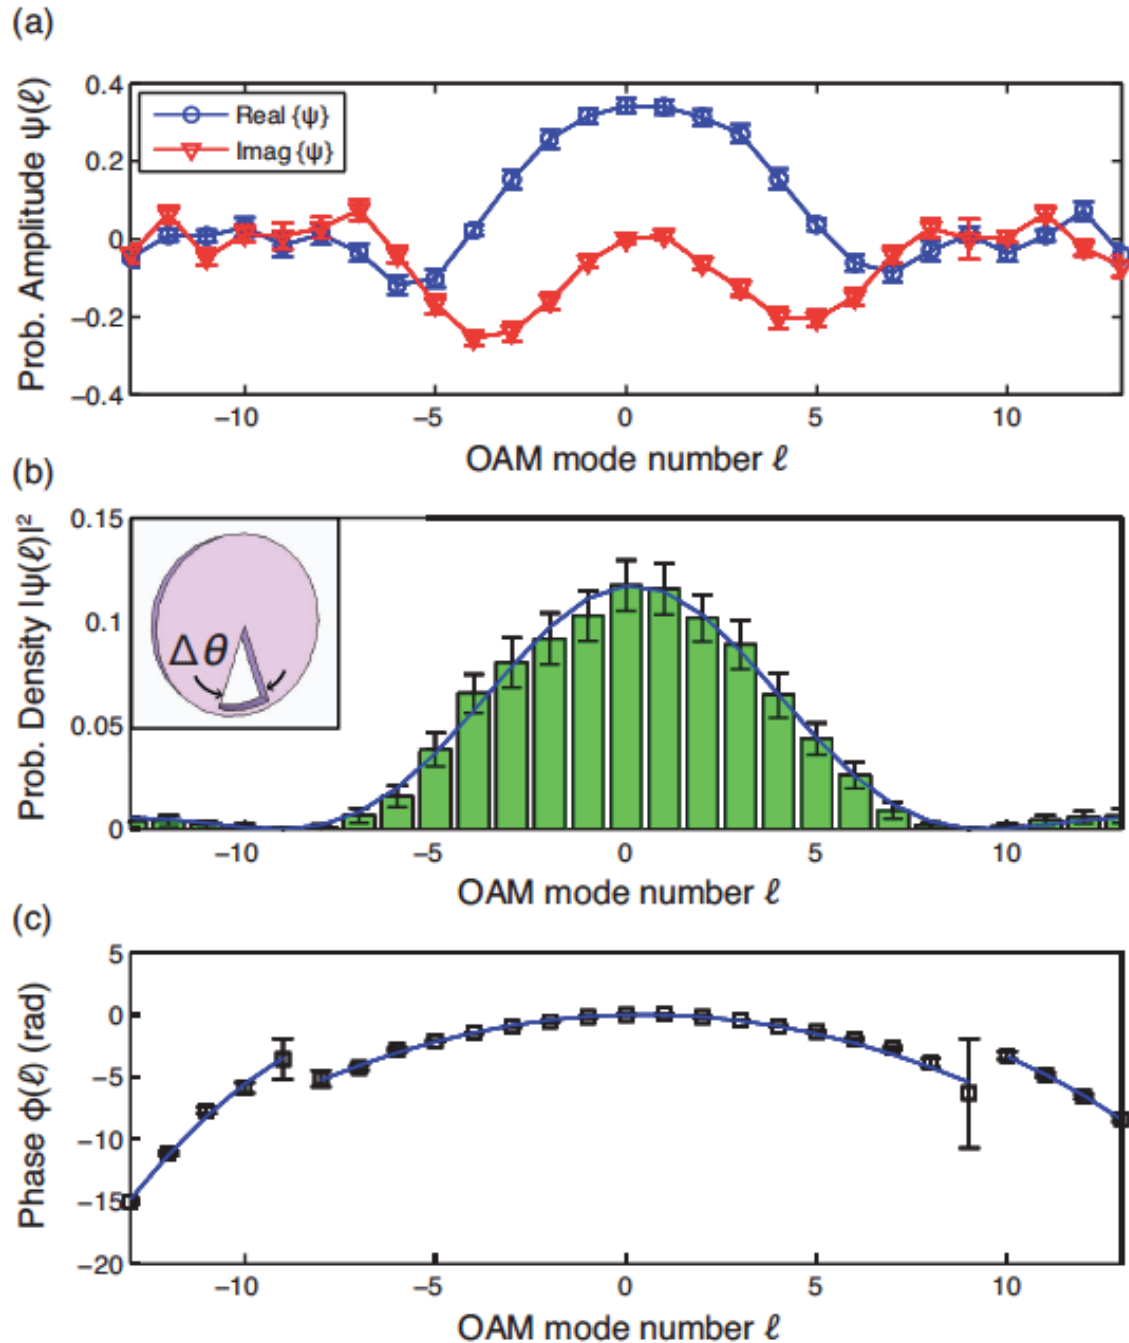 (a)
Prob. Amplitude ψ(ℓ)
0.4
0.2
0
−0.2
−0.4
Real {ψ}
Imag {ψ}
−10 −5 0 5 10
OAM mode number ℓ
(b)
Prob. Density |ψ(ℓ)|²
0.15
0.1
0.05
0
Δθ
−10 −5 0 5 10
OAM mode number ℓ
(c)
Phase ϕ(ℓ) (rad)
5
0
−5
−10
−15
−20
−10 −5 0 5 10
OAM mode number ℓ